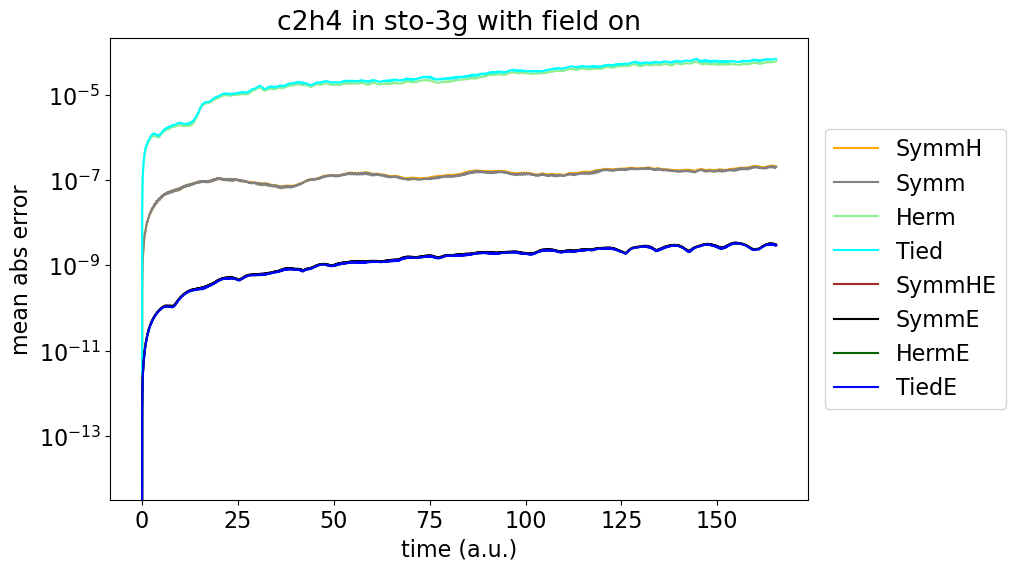 c2h4 in sto-3g with field on
mean abs error
10⁻⁵
10⁻⁷
10⁻⁹
10⁻¹¹
10⁻¹³
0 25 50 75 100 125 150
time (a.u.)
SymmH
Symm
Herm
Tied
SymmHE
SymmE
HermE
TiedE